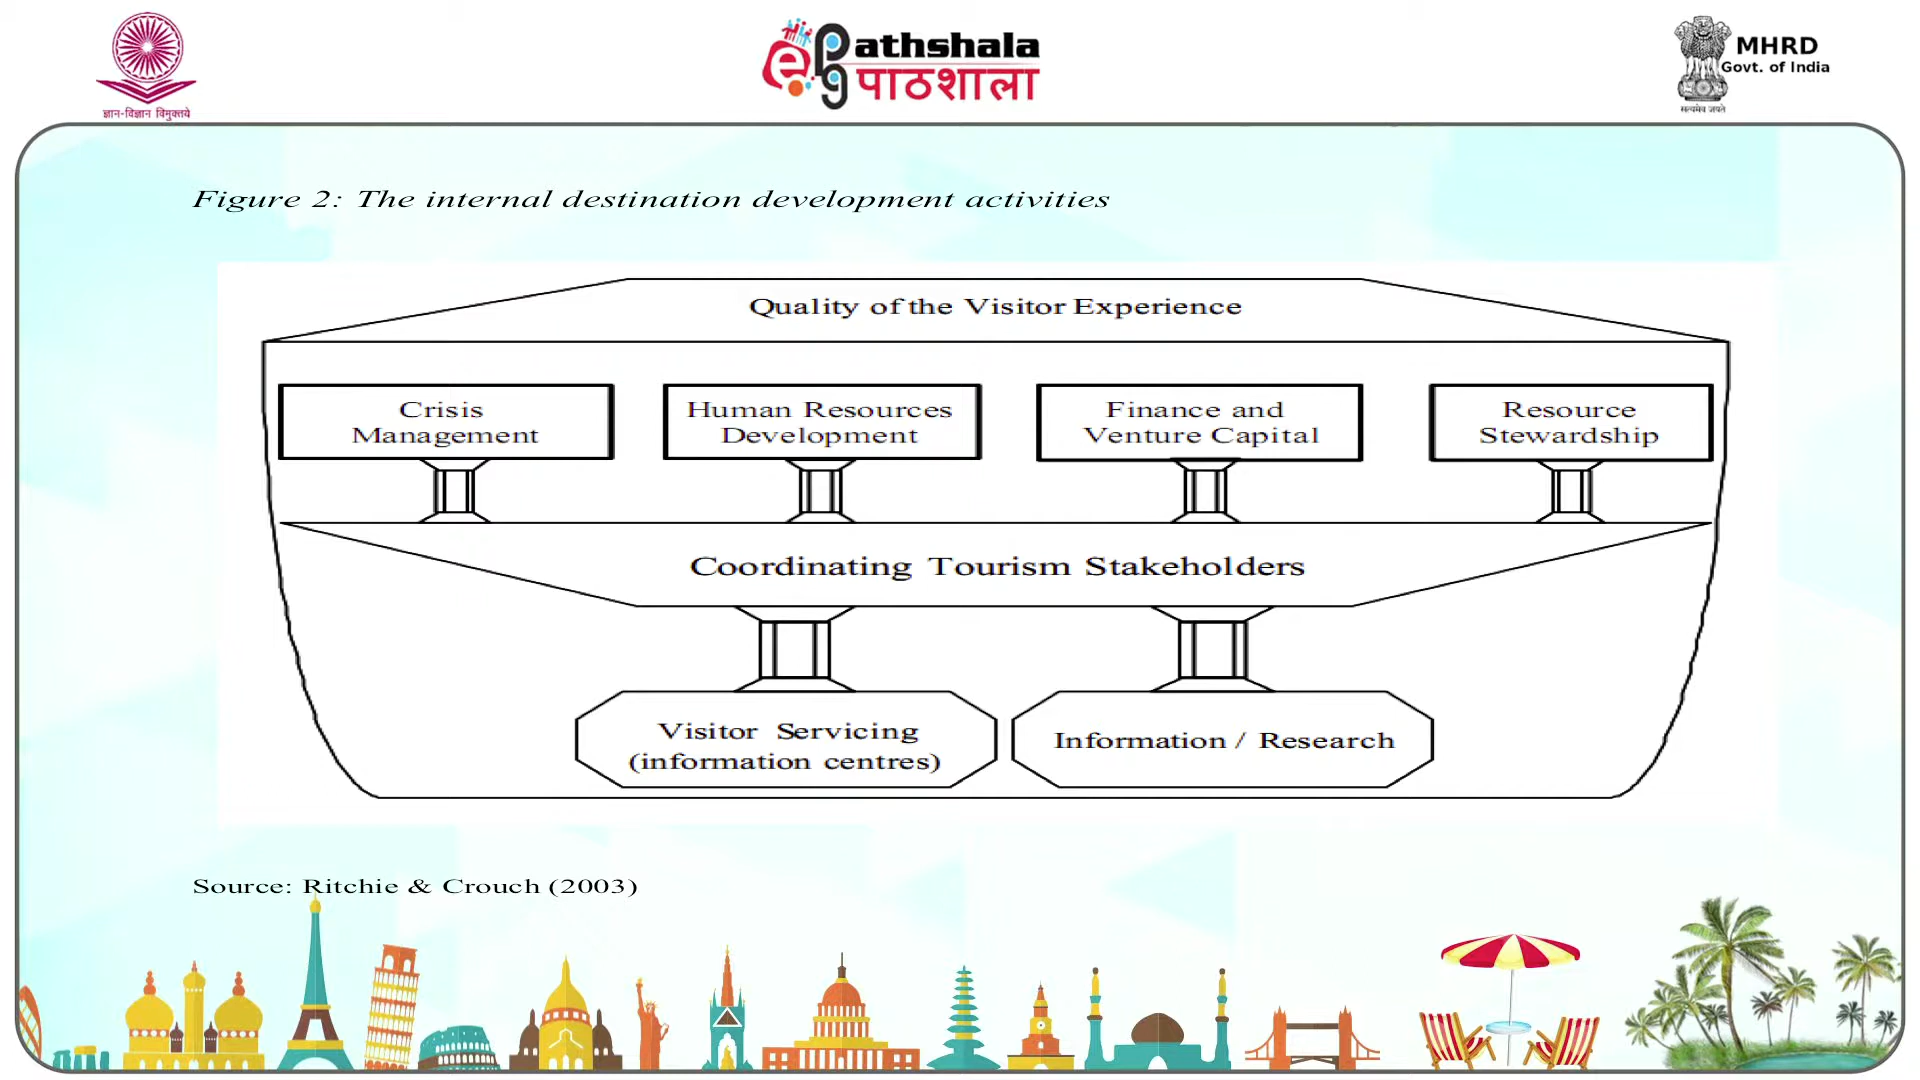 ज्ञान-विज्ञान विमुक्तये
ePG Pathshala
पाठशाला
MHRD
Govt. of India
सत्यमेव जयते
Figure 2: The internal destination development activities
Quality of the Visitor Experience
Crisis
Management
Human Resources
Development
Finance and
Venture Capital
Resource
Stewardship
Coordinating Tourism Stakeholders
Visitor Servicing
(information centres)
Information / Research
Source: Ritchie & Crouch (2003)